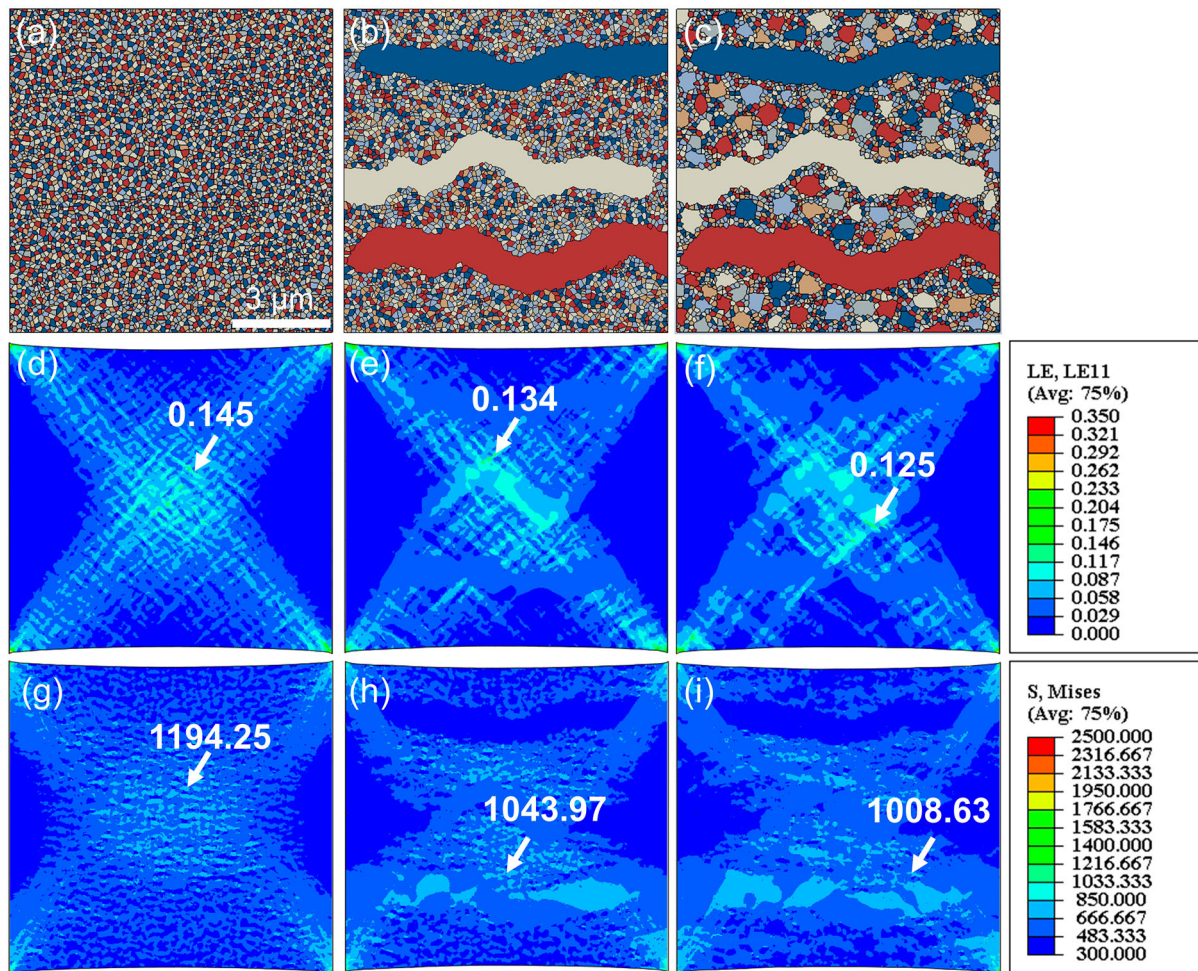 (a)
(b)
(c)
3 μm
(d)
(e)
(f)
0.145
0.134
0.125
LE, LE11
(Avg: 75%)
0.350
0.321
0.292
0.262
0.233
0.204
0.175
0.146
0.117
0.087
0.058
0.029
0.000
(g)
(h)
(i)
1194.25
1043.97
1008.63
S, Mises
(Avg: 75%)
2500.000
2316.667
2133.333
1950.000
1766.667
1583.333
1400.000
1216.667
1033.333
850.000
666.667
483.333
300.000